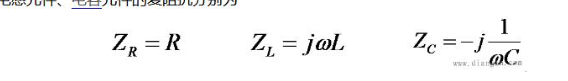 电感元件、电容元件的复阻抗分别为
Z_R = R Z_L = jωL Z_C = -j 1/ωC